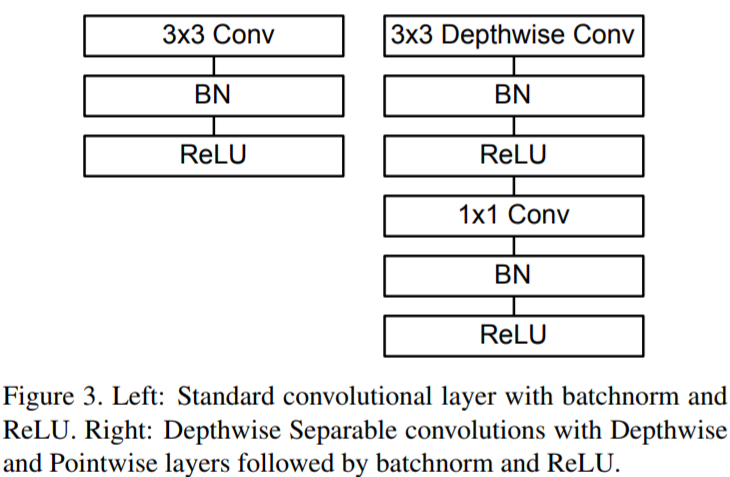 3x3 Conv
BN
ReLU
3x3 Depthwise Conv
BN
ReLU
1x1 Conv
BN
ReLU
Figure 3. Left: Standard convolutional layer with batchnorm and
ReLU. Right: Depthwise Separable convolutions with Depthwise
and Pointwise layers followed by batchnorm and ReLU.